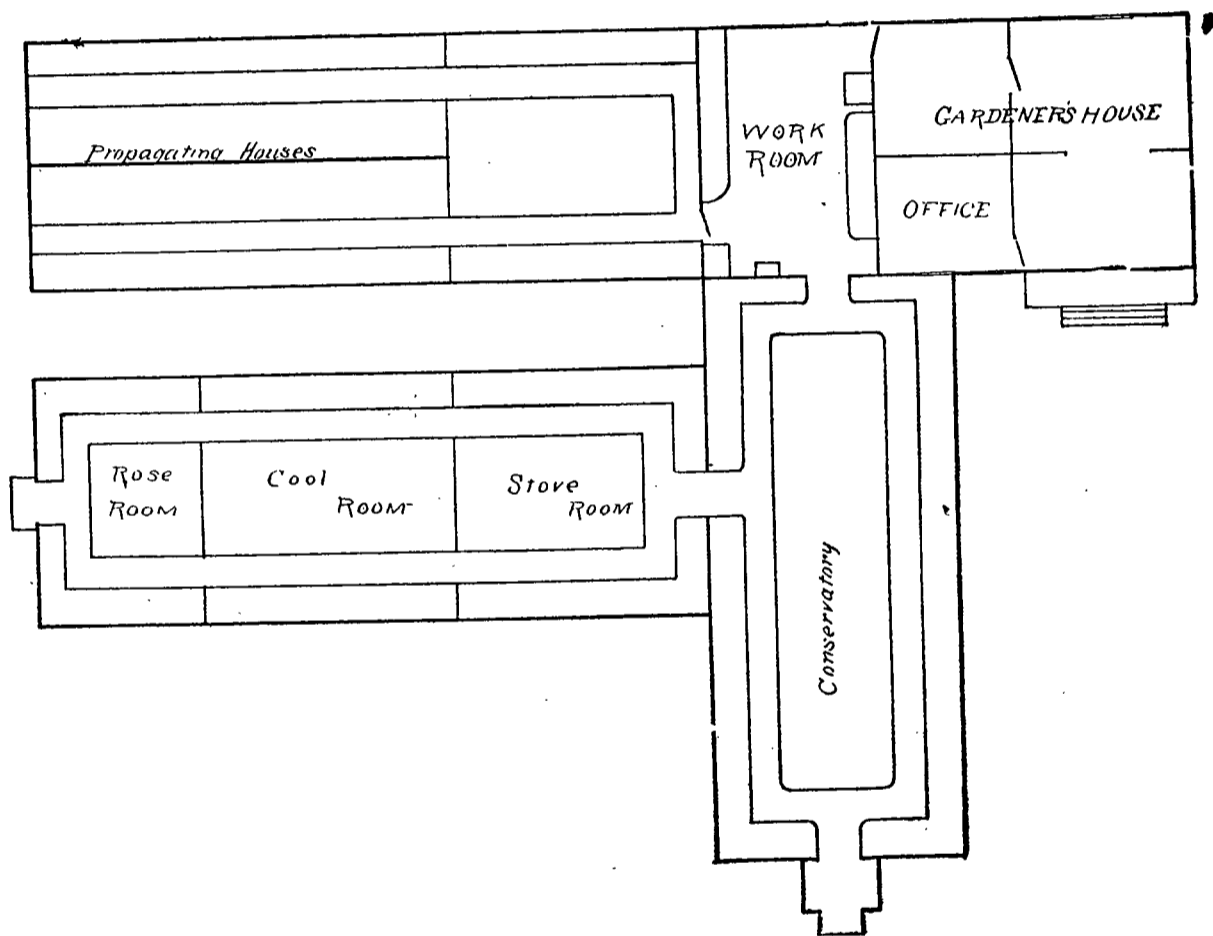 Propagating Houses
WORK
ROOM
GARDENER'S HOUSE
OFFICE
Rose
ROOM
Cool
ROOM
Stove
ROOM
Conservatory